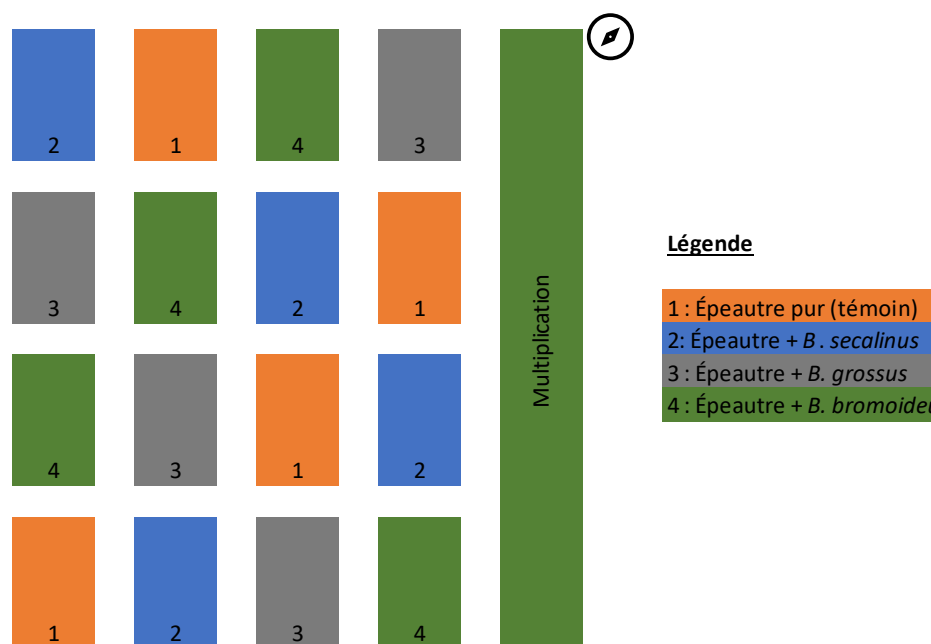 2 1 4 3
3 4 2 1
4 3 1 2
1 2 3 4
Multiplication
Légende
1 : Épeautre pur (témoin)
2: Épeautre + B. secalinus
3 : Épeautre + B. grossus
4 : Épeautre + B. bromoideu